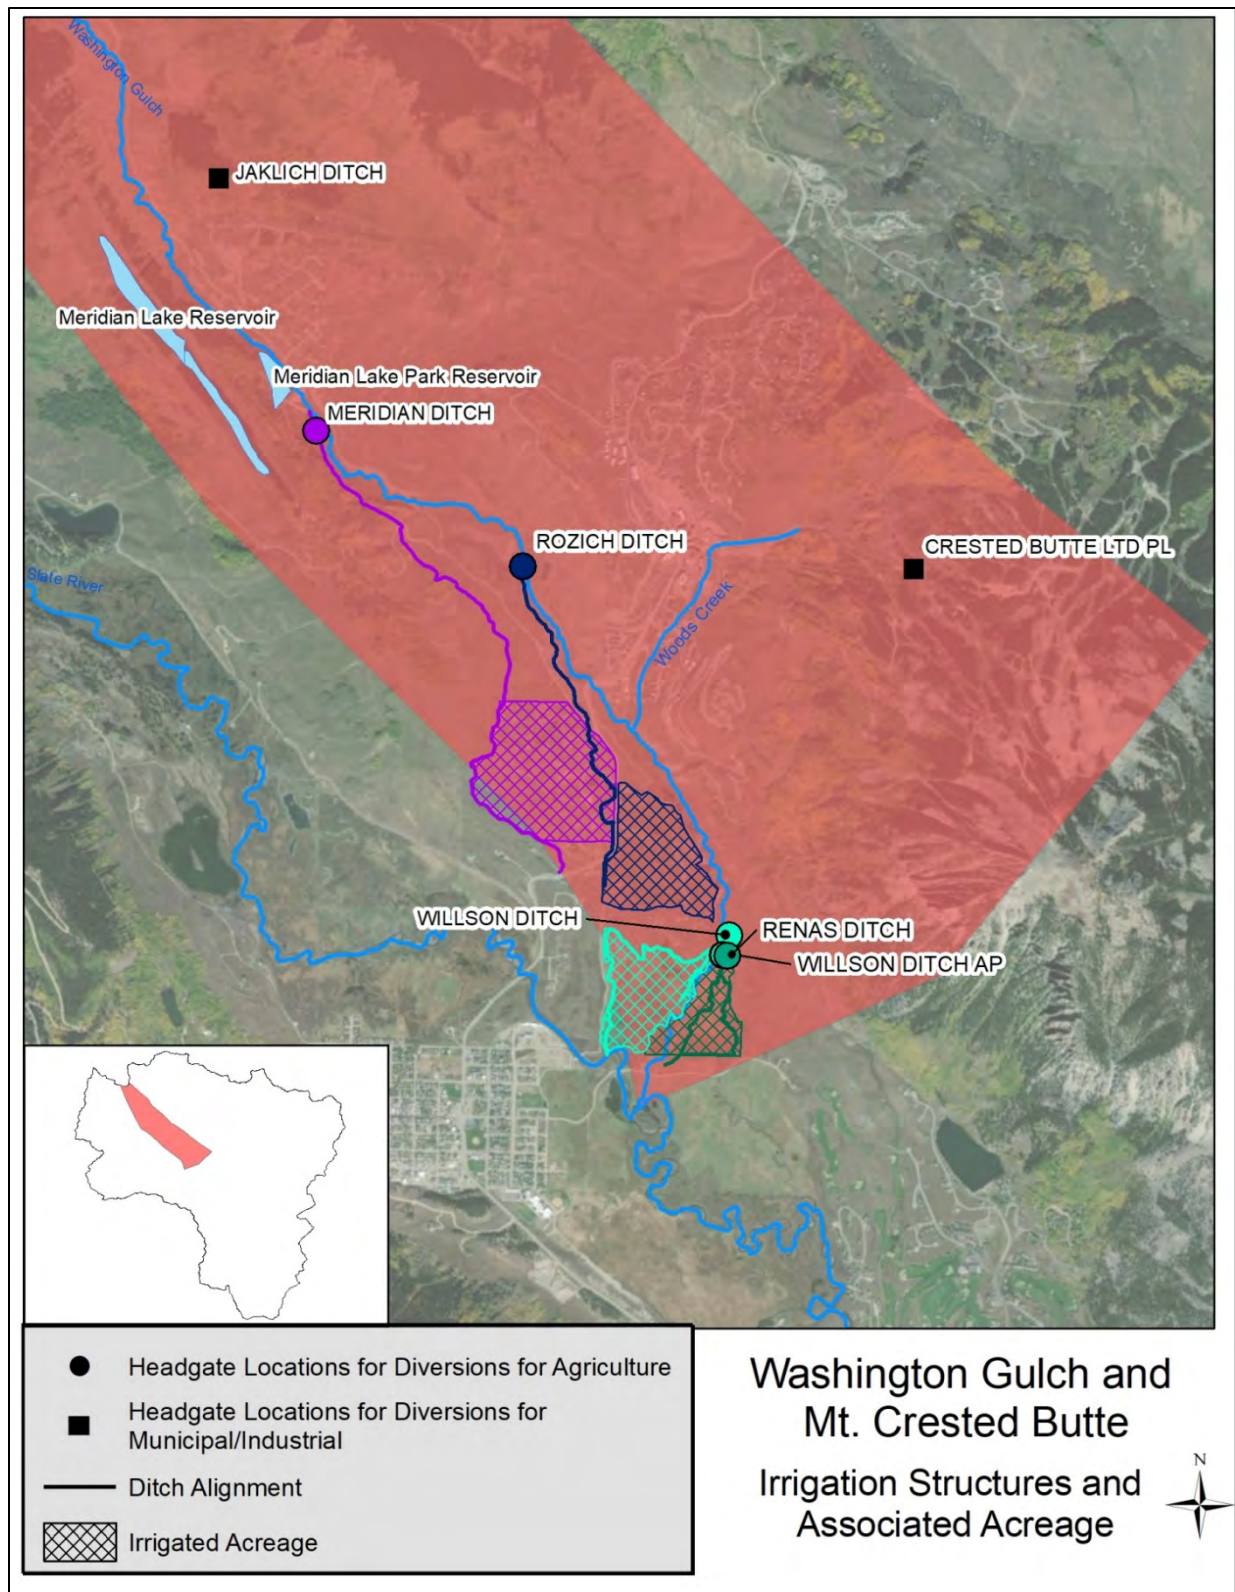 Washington Gulch
JAKLICH DITCH
Meridian Lake Reservoir
Meridian Lake Park Reservoir
MERIDIAN DITCH
ROZICH DITCH
CRESTED BUTTE LTD PL
Slate River
Woods Creek
WILLSON DITCH
RENAS DITCH
WILLSON DITCH AP
Headgate Locations for Diversions for Agriculture
Headgate Locations for Diversions for
Municipal/Industrial
Ditch Alignment
Irrigated Acreage
Washington Gulch and
Mt. Crested Butte
Irrigation Structures and
Associated Acreage
N